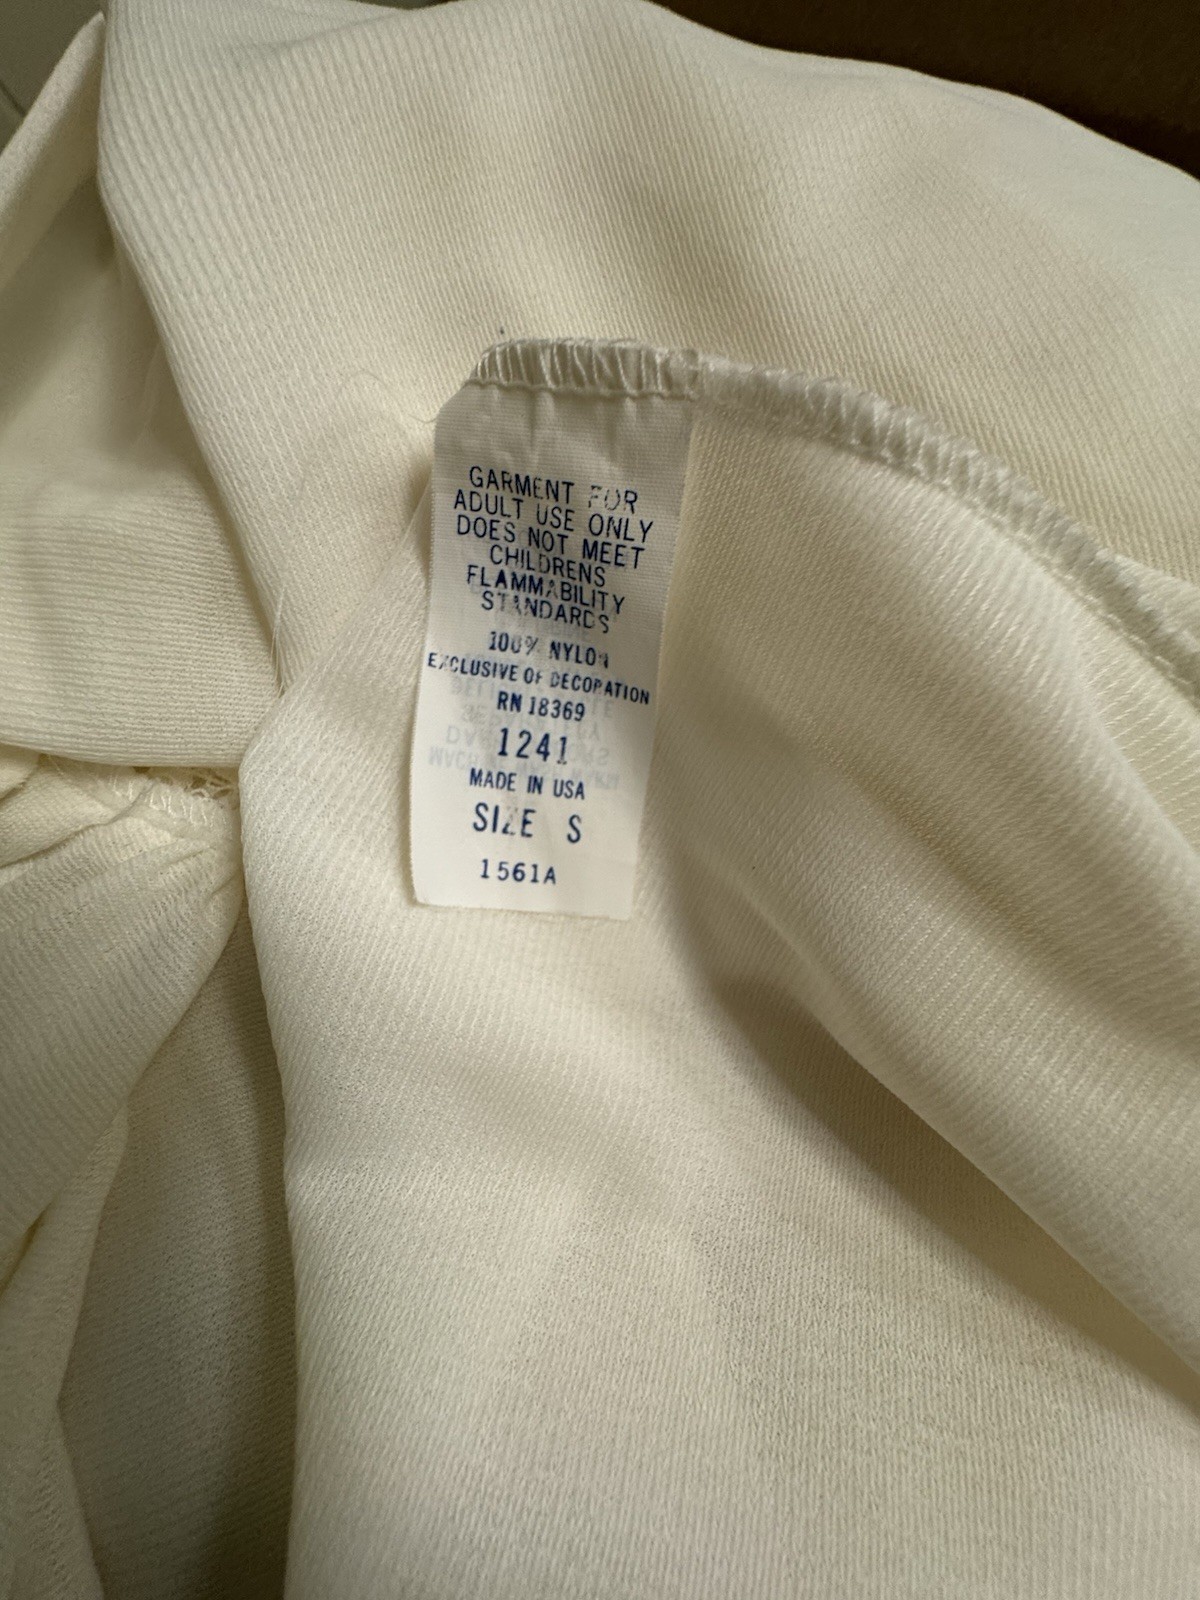 GARMENT FOR
ADULT USE ONLY
DOES NOT MEET
CHILDRENS
FLAMMABILITY
STANDARDS
100% NYLON
EXCLUSIVE OF DECORATION
RN 18369
1241
MADE IN USA
SIZE S
1561A